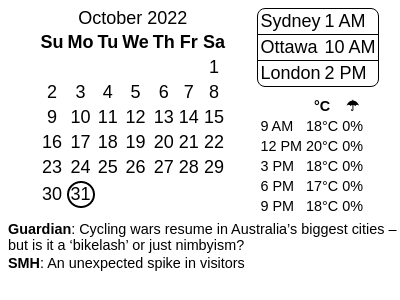 October 2022
Su Mo Tu We Th Fr Sa
1
2 3 4 5 6 7 8
9 10 11 12 13 14 15
16 17 18 19 20 21 22
23 24 25 26 27 28 29
30 31
Sydney 1 AM
Ottawa 10 AM
London 2 PM
°C ☂
9 AM 18°C 0%
12 PM 20°C 0%
3 PM 18°C 0%
6 PM 17°C 0%
9 PM 18°C 0%
Guardian: Cycling wars resume in Australia’s biggest cities –
but is it a ‘bikelash’ or just nimbyism?
SMH: An unexpected spike in visitors